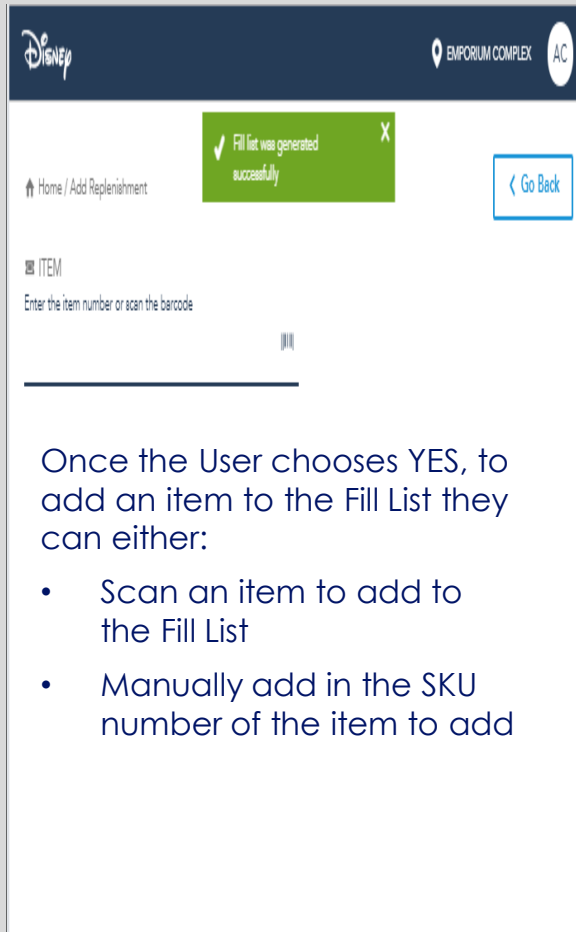 Disney
EMPORIUM COMPLEX
AC
Fill list was generated
successfully
X
Home / Add Replenishment
< Go Back
ITEM
Enter the item number or scan the barcode
Once the User chooses YES, to
add an item to the Fill List they
can either:
• Scan an item to add to
the Fill List
• Manually add in the SKU
number of the item to add